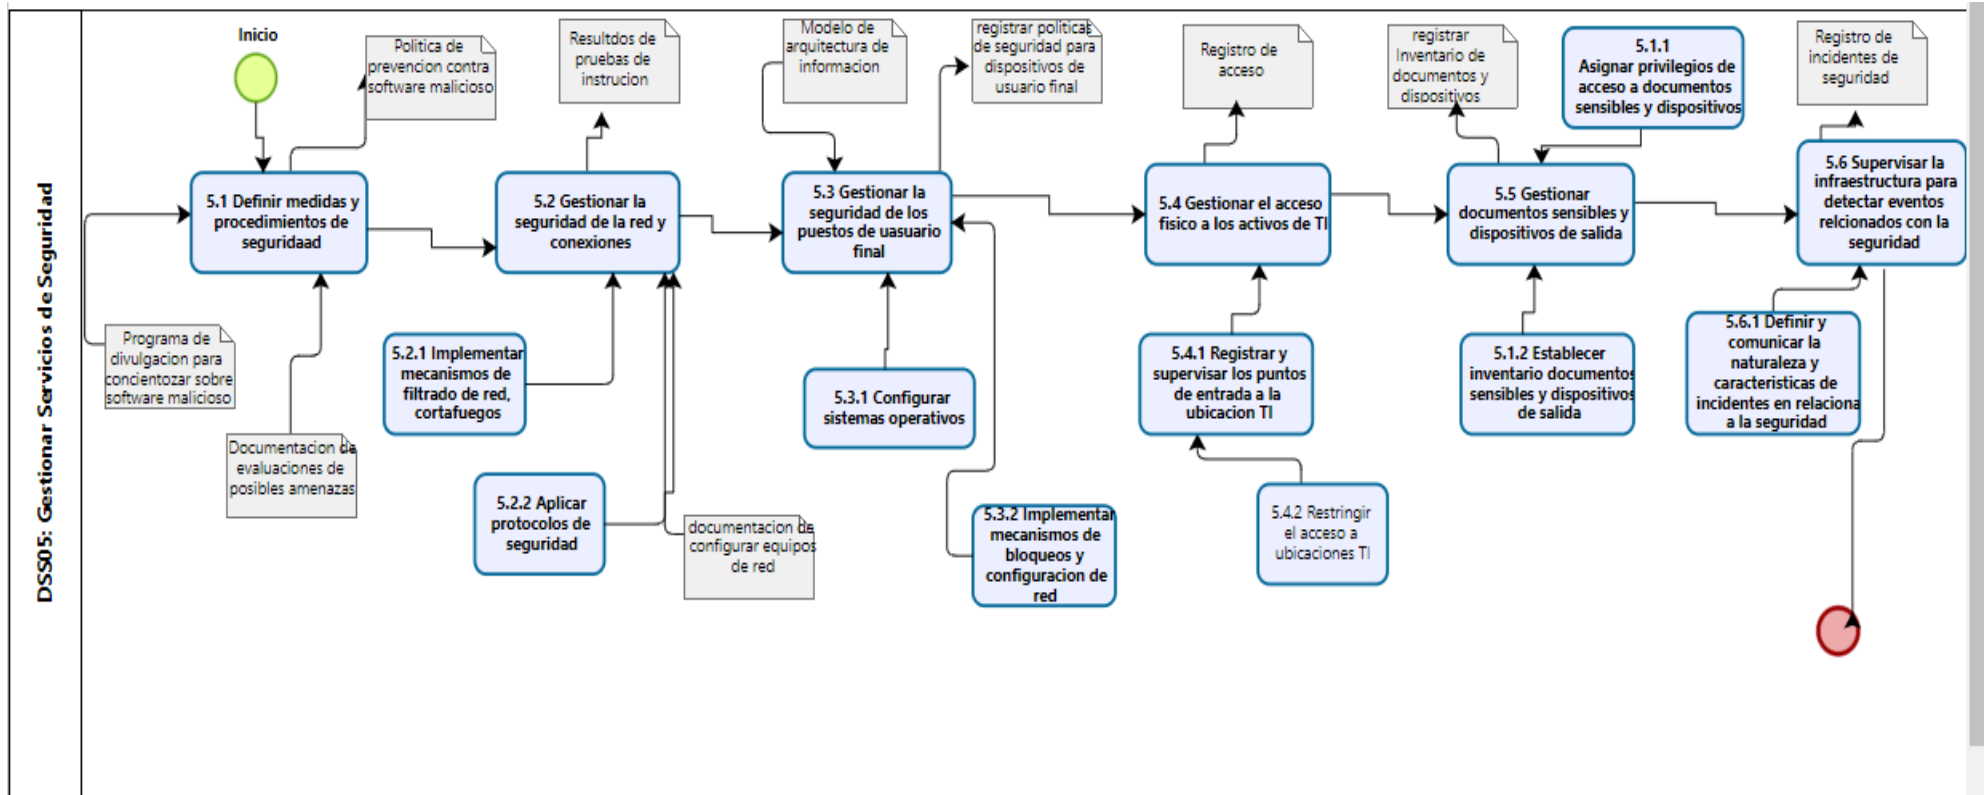 DSS05: Gestionar Servicios de Seguridad
Inicio
Politica de
prevencion contra
software malicioso
Resultdos de
pruebas de
instrucion
Modelo de
arquitectura de
informacion
registrar politicas
de seguridad para
dispositivos de
usuario final
Registro de
acceso
registrar
Inventario de
documentos y
dispositivos
5.1.1
Asignar privilegios de
acceso a documentos
sensibles y dispositivos
Registro de
incidentes de
seguridad
5.1 Definir medidas y
procedimientos de
seguridaad
5.2 Gestionar la
seguridad de la red y
conexiones
5.3 Gestionar la
seguridad de los
puestos de uasuario
final
5.4 Gestionar el acceso
fisico a los activos de TI
5.5 Gestionar
documentos sensibles y
dispositivos de salida
5.6 Supervisar la
infraestructura para
detectar eventos
relcionados con la
seguridad
Programa de
divulgacion para
concientozar sobre
software malicioso
5.2.1 Implementar
mecanismos de
filtrado de red,
cortafuegos
5.3.1 Configurar
sistemas operativos
5.4.1 Registrar y
supervisar los puntos
de entrada a la
ubicacion TI
5.1.2 Establecer
inventario documentos
sensibles y dispositivos
de salida
5.6.1 Definir y
comunicar la
naturaleza y
caracteristicas de
incidentes en relaciona
a la seguridad
Documentacion de
evaluaciones de
posibles amenazas
5.2.2 Aplicar
protocolos de
seguridad
documentacion de
configurar equipos
de red
5.3.2 Implementar
mecanismos de
bloqueos y
configuracion de
red
5.4.2 Restringir
el acceso a
ubicaciones TI